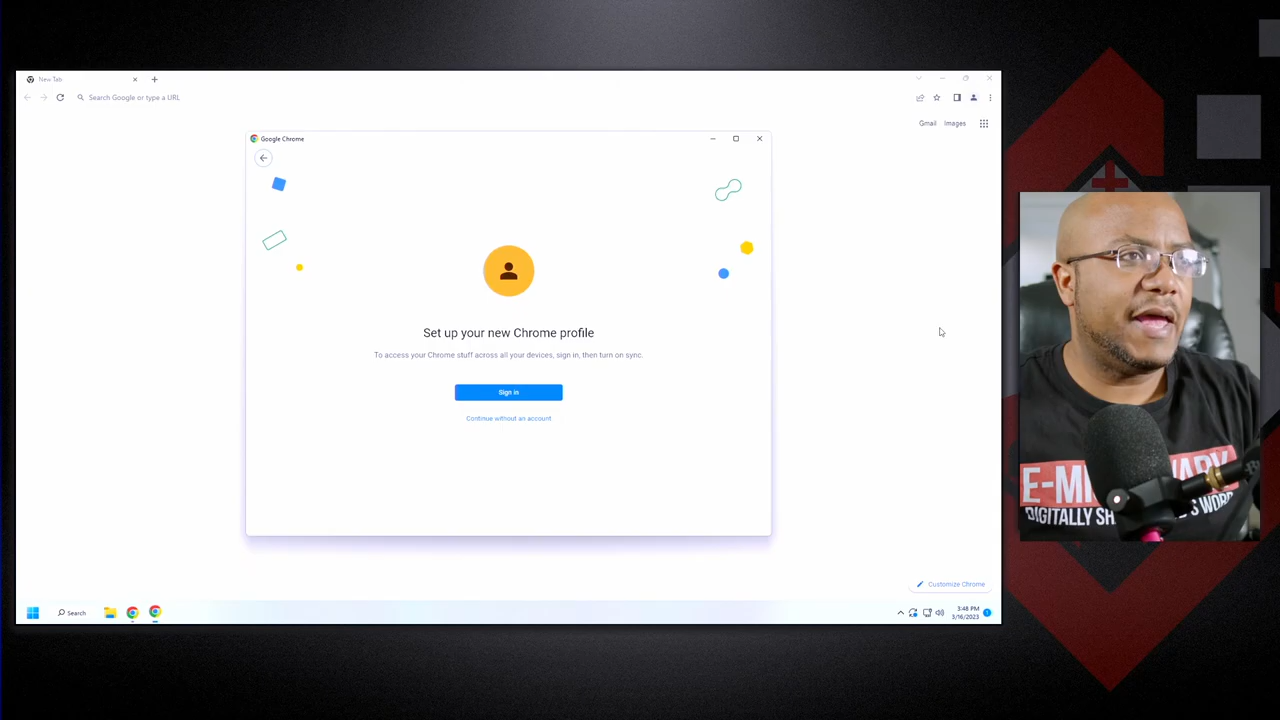 New Tab
Search Google or type a URL
Gmail Images
Google Chrome
Set up your new Chrome profile
To access your Chrome stuff across all your devices, sign in, then turn on sync.
Sign in
Continue without an account
Customize Chrome
Search
3:48 PM
3/16/2023
1
E-M
DIGITALLY SH
WORD